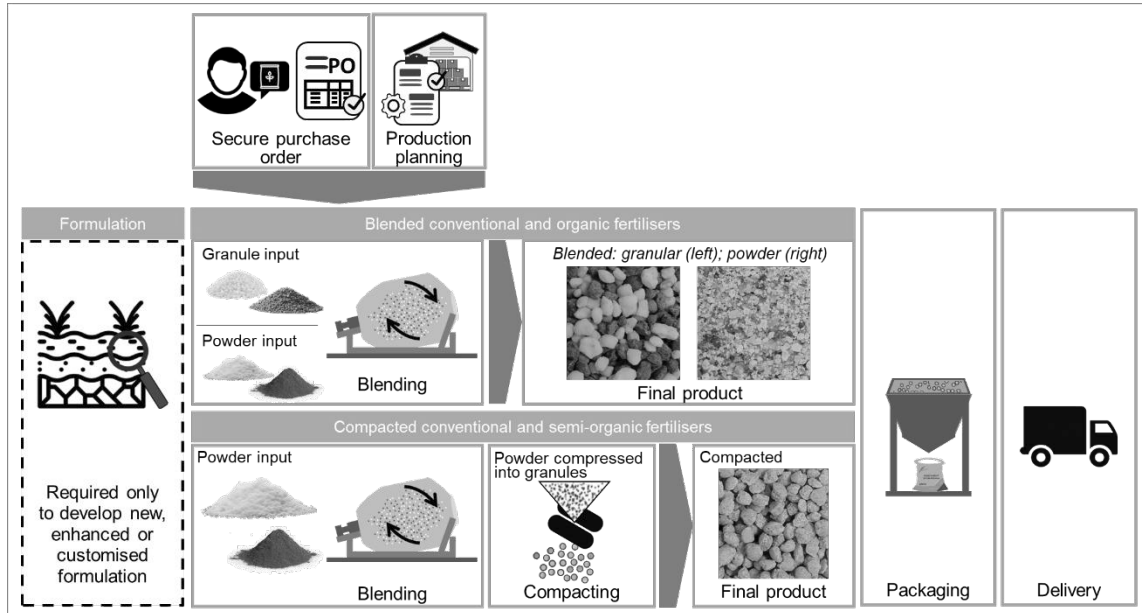 PO
Secure purchase
order
Production
planning
Formulation
Blended conventional and organic fertilisers
Granule input
Powder input
Blending
Blended: granular (left); powder (right)
Final product
Required only
to develop new,
enhanced or
customised
formulation
Compacted conventional and semi-organic fertilisers
Powder input
Blending
Powder compressed
into granules
Compacting
Compacted
Final product
Packaging
Delivery